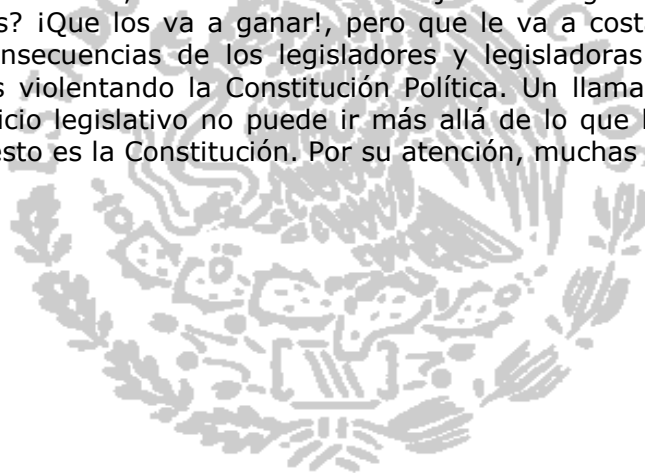 s? ¡Que los va a ganar!, pero que le va a costa
nsecuencias de los legisladores y legisladoras
s violentando la Constitución Política. Un llama
icio legislativo no puede ir más allá de lo que l
esto es la Constitución. Por su atención, muchas